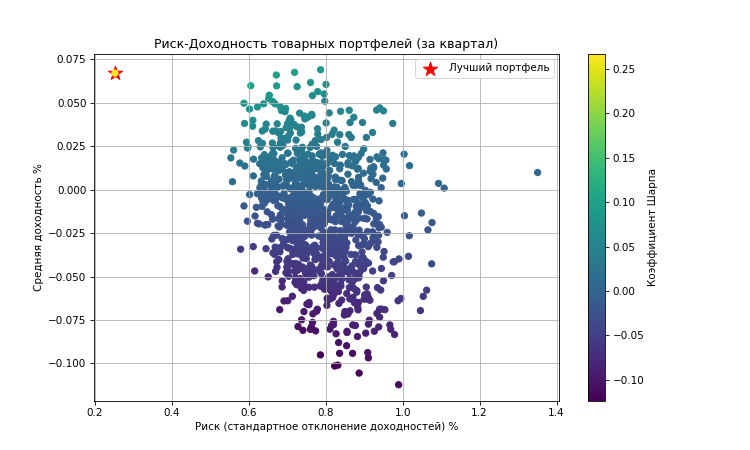 Риск-Доходность товарных портфелей (за квартал)
Лучший портфель
Средняя доходность %
0.075
0.050
0.025
0.000
−0.025
−0.050
−0.075
−0.100
0.2 0.4 0.6 0.8 1.0 1.2 1.4
Риск (стандартное отклонение доходностей) %
0.25
0.20
0.15
0.10
0.05
0.00
−0.05
−0.10
Коэффициент Шарпа